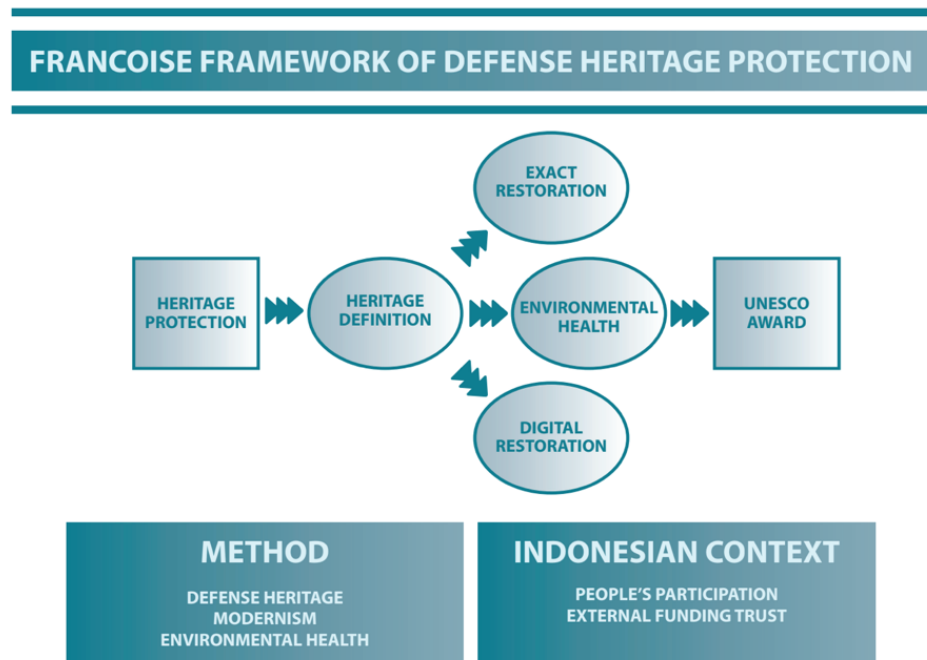 FRANCOISE FRAMEWORK OF DEFENSE HERITAGE PROTECTION
EXACT
RESTORATION
HERITAGE
PROTECTION
HERITAGE
DEFINITION
ENVIRONMENTAL
HEALTH
UNESCO
AWARD
DIGITAL
RESTORATION
METHOD
DEFENSE HERITAGE
MODERNISM
ENVIRONMENTAL HEALTH
INDONESIAN CONTEXT
PEOPLE'S PARTICIPATION
EXTERNAL FUNDING TRUST